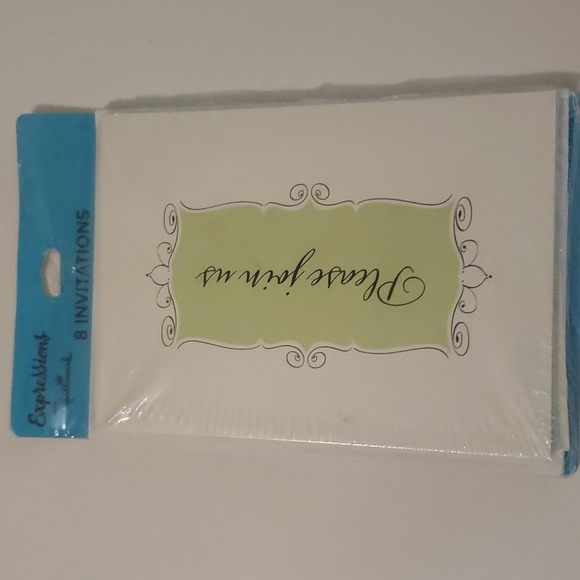 Expressions
Hallmark
8 INVITATIONS
Please join us